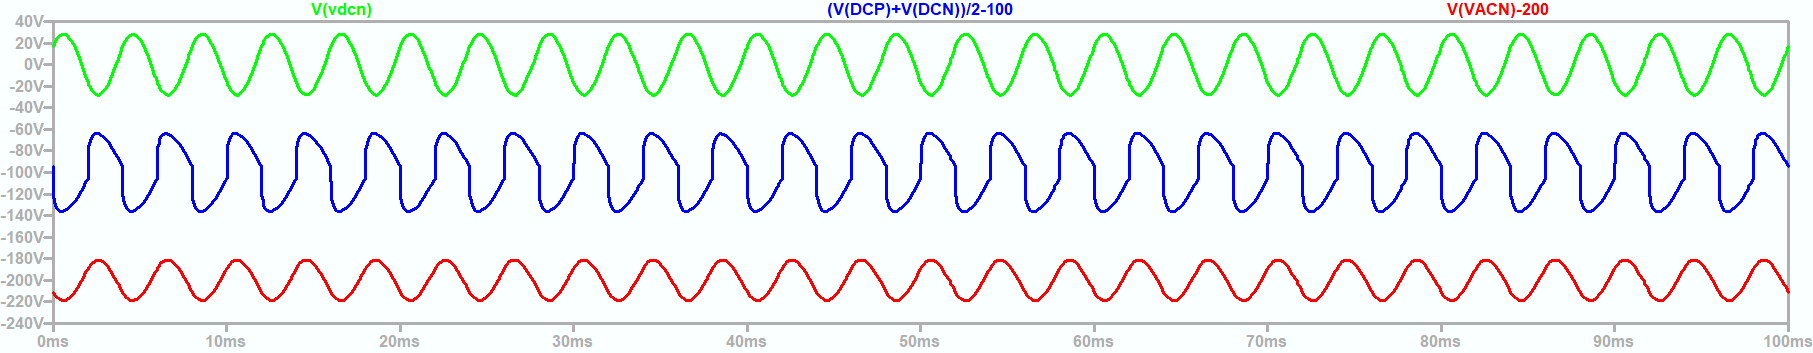 V(vdcn) (V(DCP)+V(DCN))/2-100 V(VACN)-200
40V
20V
0V
-20V
-40V
-60V
-80V
-100V
-120V
-140V
-160V
-180V
-200V
-220V
-240V
0ms 10ms 20ms 30ms 40ms 50ms 60ms 70ms 80ms 90ms 100ms